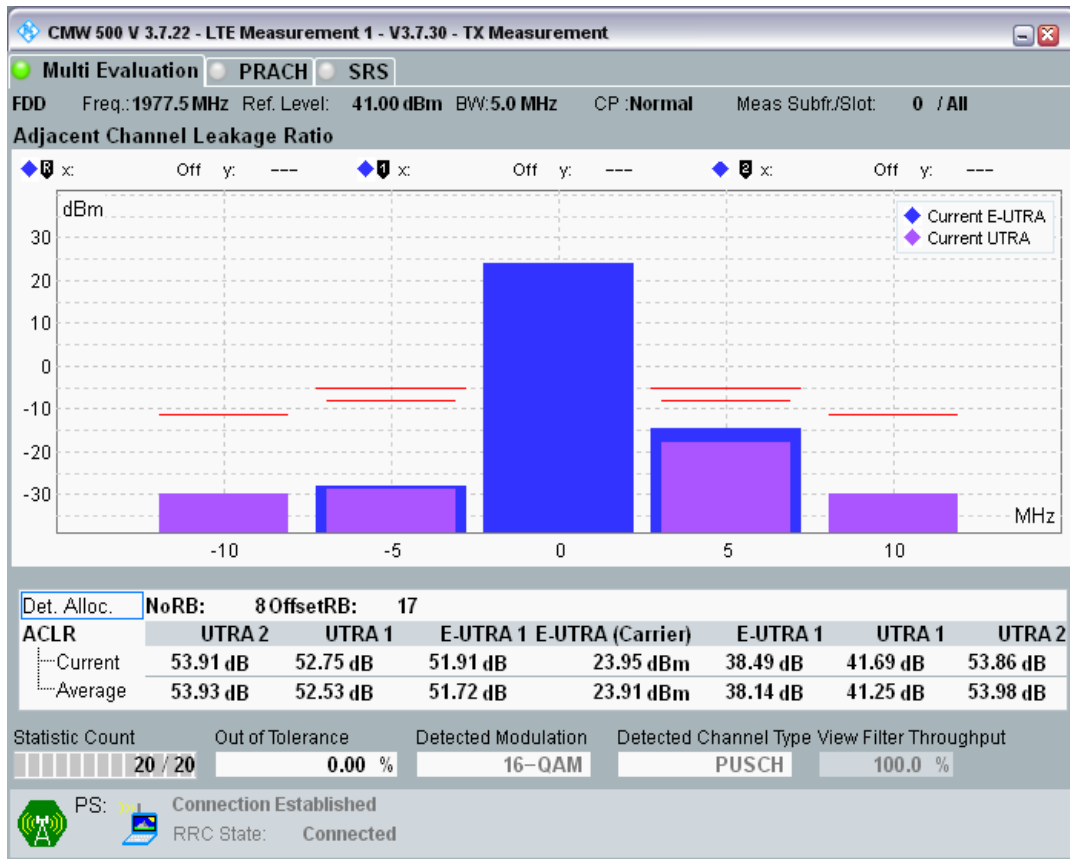 CMW 500 V 3.7.22 - LTE Measurement 1 - V3.7.30 - TX Measurement
Multi Evaluation PRACH SRS
FDD Freq.: 1977.5 MHz Ref. Level: 41.00 dBm BW: 5.0 MHz CP : Normal Meas Subfr./Slot: 0 / All
Adjacent Channel Leakage Ratio
R x: Off y: --- 1 x: Off y: --- 2 x: Off y: ---
dBm
Current E-UTRA
Current UTRA
30
20
10
0
-10
-20
-30
MHz
-10 -5 0 5 10
Det. Alloc. NoRB: 8 OffsetRB: 17
ACLR UTRA 2 UTRA 1 E-UTRA 1 E-UTRA (Carrier) E-UTRA 1 UTRA 1 UTRA 2
Current 53.91 dB 52.75 dB 51.91 dB 23.95 dBm 38.49 dB 41.69 dB 53.86 dB
Average 53.93 dB 52.53 dB 51.72 dB 23.91 dBm 38.14 dB 41.25 dB 53.98 dB
Statistic Count Out of Tolerance Detected Modulation Detected Channel Type View Filter Throughput
20 / 20 0.00 % 16-QAM PUSCH 100.0 %
PS: Connection Established
RRC State: Connected